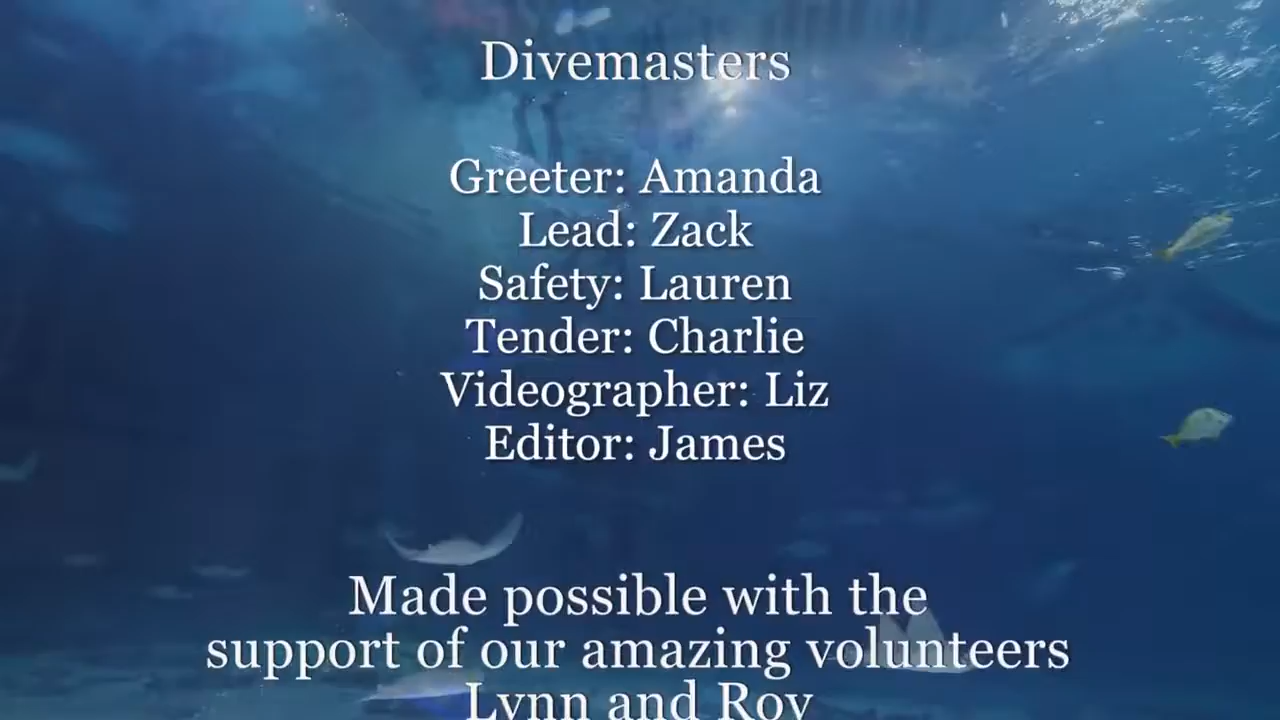 Divemasters
Greeter: Amanda
Lead: Zack
Safety: Lauren
Tender: Charlie
Videographer: Liz
Editor: James
Made possible with the
support of our amazing volunteers
Lynn and Roy